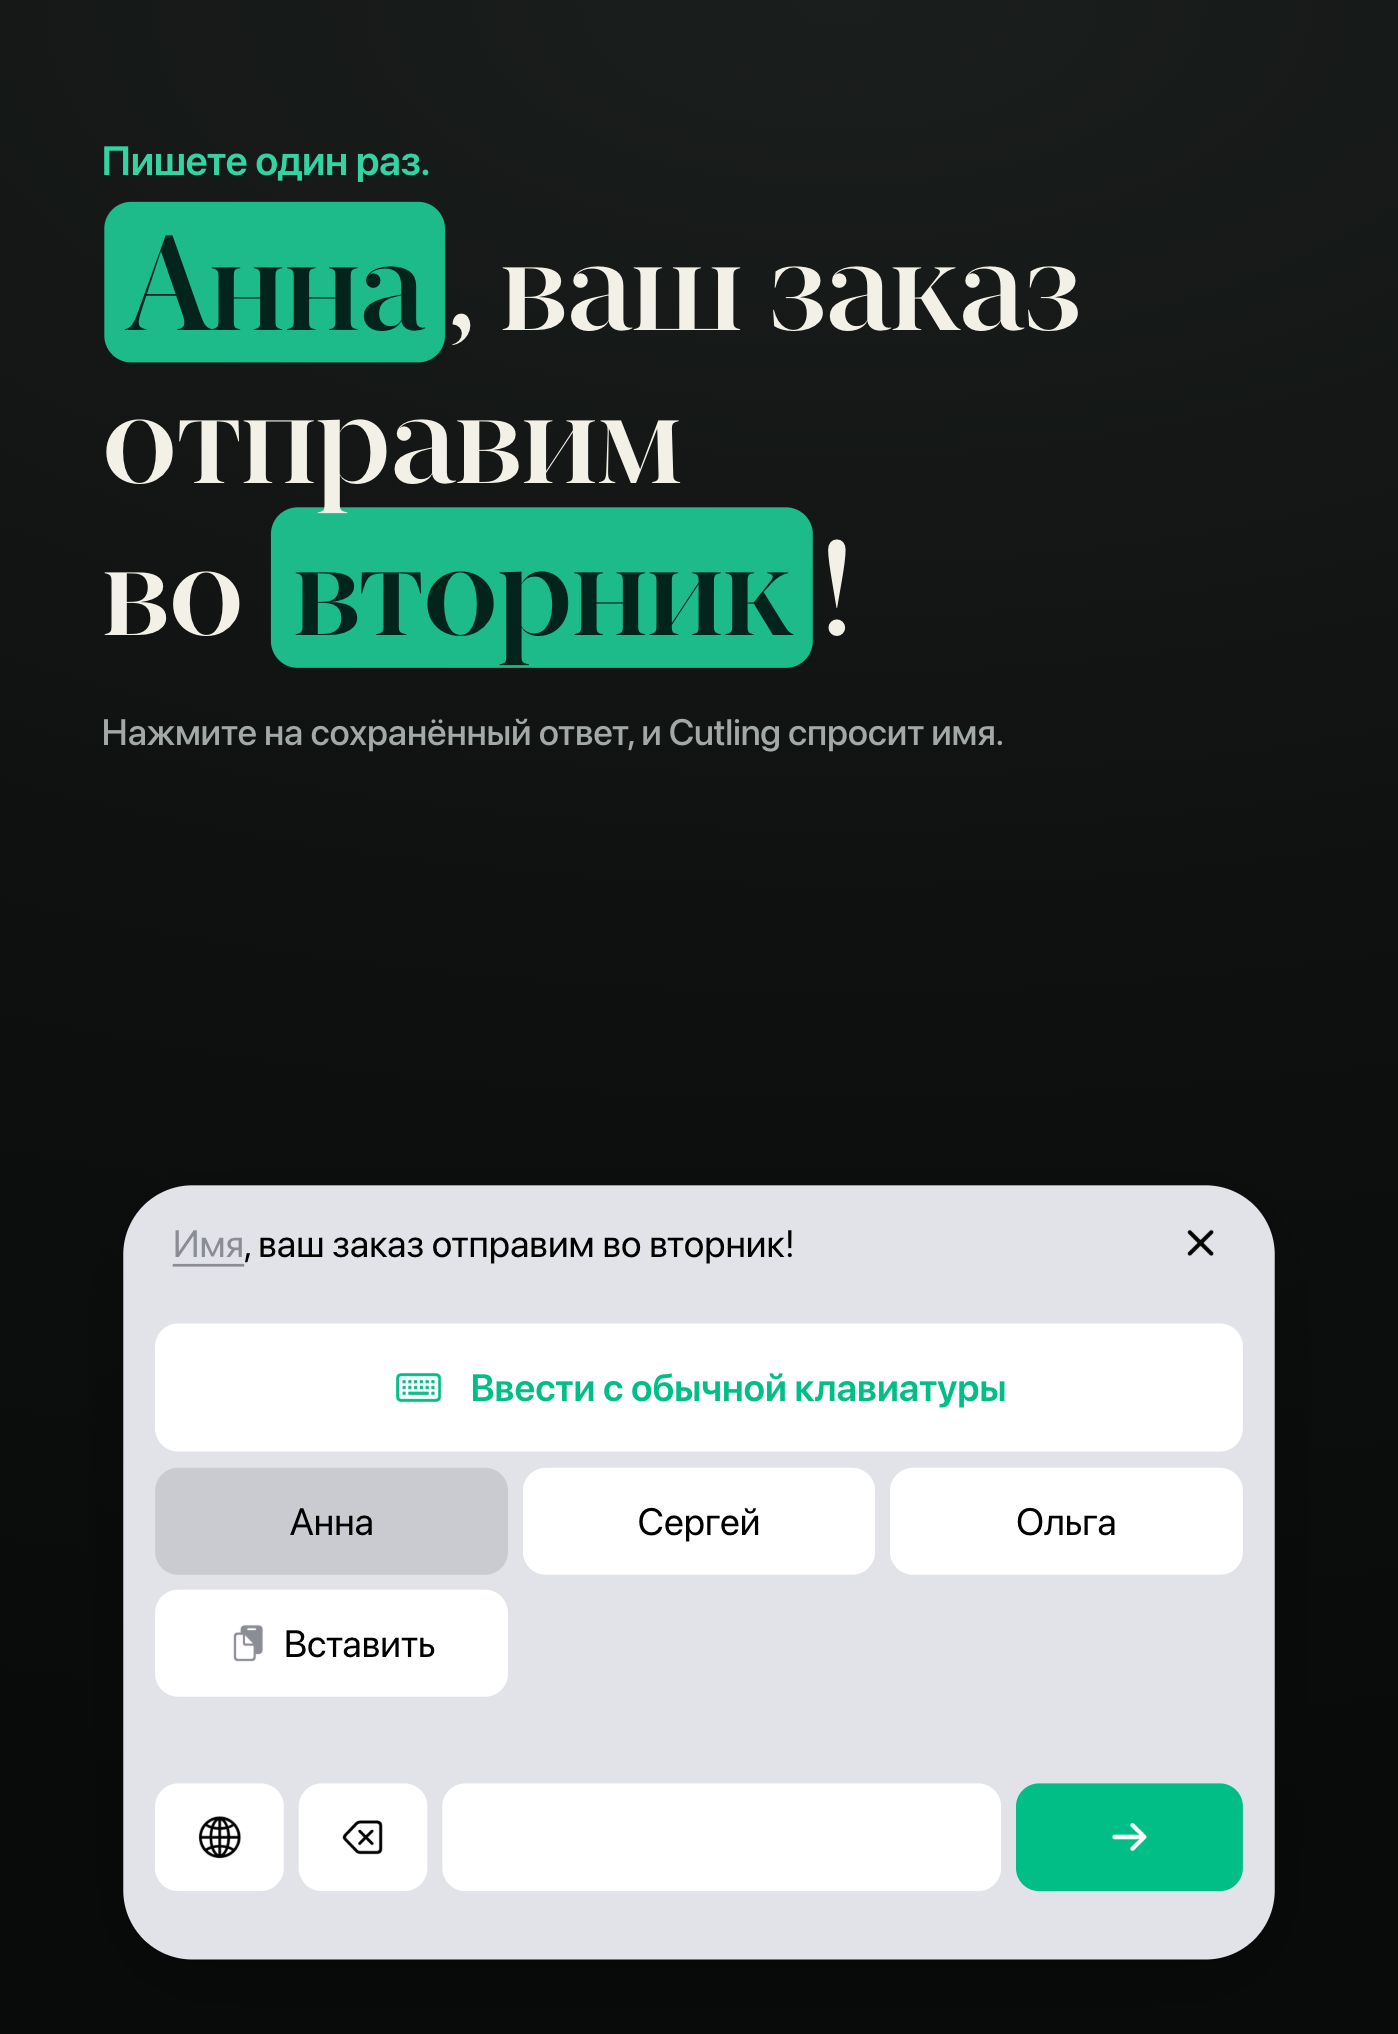 Пишете один раз.
Анна, ваш заказ
отправим
во вторник!
Нажмите на сохранённый ответ, и Cutling спросит имя.
Имя, ваш заказ отправим во вторник!
Ввести с обычной клавиатуры
Анна Сергей Ольга
Вставить